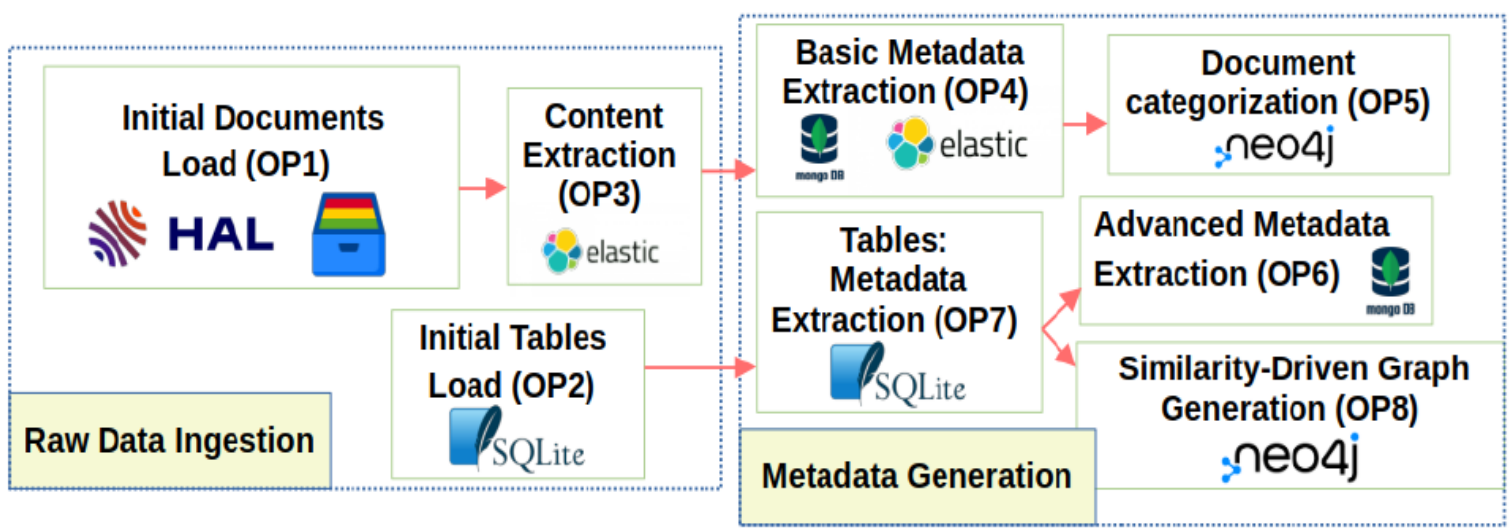 Initial Documents
Load (OP1)
HAL
Content
Extraction
(OP3)
elastic
Initial Tables
Load (OP2)
SQLite
Raw Data Ingestion
Basic Metadata
Extraction (OP4)
mongo DB
elastic
Document
categorization (OP5)
neo4j
Tables:
Metadata
Extraction (OP7)
SQLite
Advanced Metadata
Extraction (OP6)
mongo DB
Similarity-Driven Graph
Generation (OP8)
neo4j
Metadata Generation